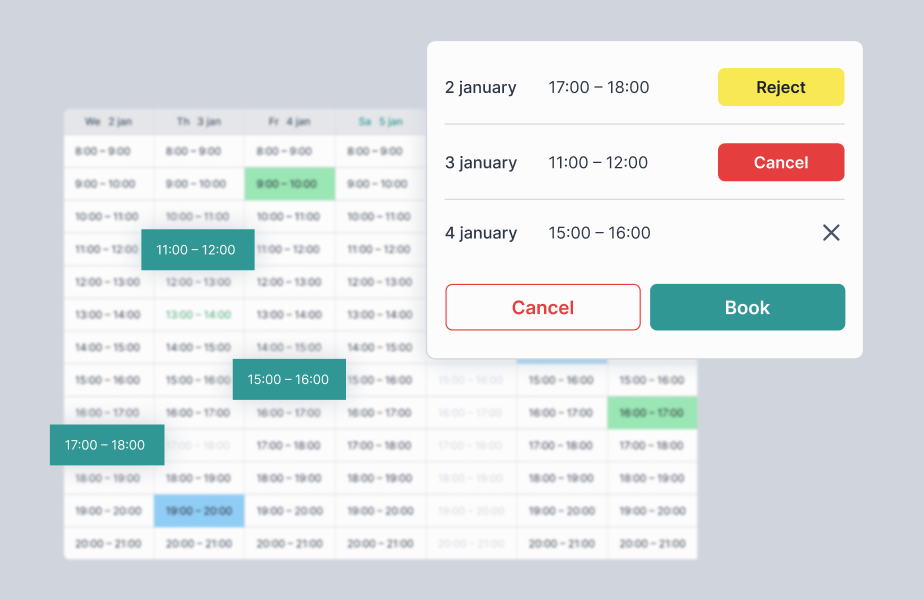 2 january 17:00 – 18:00 Reject
3 january 11:00 – 12:00 Cancel
4 january 15:00 – 16:00
Cancel Book
We 2 jan Th 3 jan Fr 4 jan Sa 5 jan
8:00 – 9:00 8:00 – 9:00 8:00 – 9:00 8:00 – 9:00
9:00 – 10:00 9:00 – 10:00 9:00 – 10:00 9:00 – 10:00
10:00 – 11:00 10:00 – 11:00 10:00 – 11:00 10:00 – 11:00
11:00 – 12:00 11:00 – 12:00 11:00 – 12:00 11:00 – 12:00
12:00 – 13:00 12:00 – 13:00 12:00 – 13:00 12:00 – 13:00
13:00 – 14:00 13:00 – 14:00 13:00 – 14:00 13:00 – 14:00
14:00 – 15:00 14:00 – 15:00 14:00 – 15:00 14:00 – 15:00
15:00 – 16:00 15:00 – 16:00 15:00 – 16:00 15:00 – 16:00 15:00 – 16:00 15:00 – 16:00 15:00 – 16:00
16:00 – 17:00 16:00 – 17:00 16:00 – 17:00 16:00 – 17:00 16:00 – 17:00 16:00 – 17:00 16:00 – 17:00
17:00 – 18:00 17:00 – 18:00 17:00 – 18:00 17:00 – 18:00 17:00 – 18:00 17:00 – 18:00 17:00 – 18:00
18:00 – 19:00 18:00 – 19:00 18:00 – 19:00 18:00 – 19:00 18:00 – 19:00 18:00 – 19:00 18:00 – 19:00
19:00 – 20:00 19:00 – 20:00 19:00 – 20:00 19:00 – 20:00 19:00 – 20:00 19:00 – 20:00 19:00 – 20:00
20:00 – 21:00 20:00 – 21:00 20:00 – 21:00 20:00 – 21:00 20:00 – 21:00 20:00 – 21:00 20:00 – 21:00